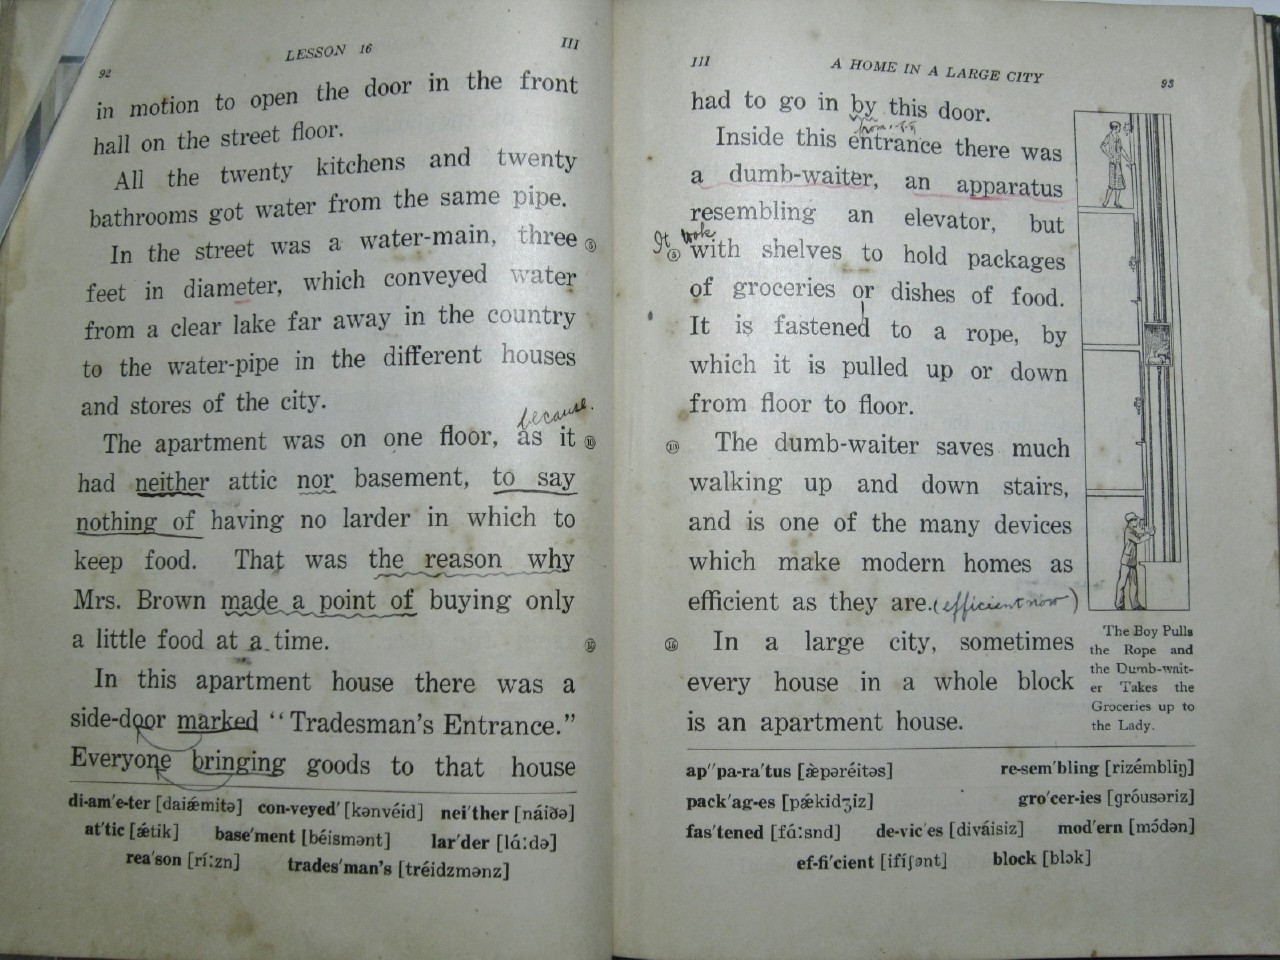 92
LESSON 16
III
in motion to open the door in the front
hall on the street floor.
All the twenty kitchens and twenty
bathrooms got water from the same pipe.
In the street was a water-main, three ⑤
feet in diameter, which conveyed water
from a clear lake far away in the country
to the water-pipe in the different houses
and stores of the city.
because.
The apartment was on one floor, as it ⑩
had neither attic nor basement, to say
nothing of having no larder in which to
keep food. That was the reason why
Mrs. Brown made a point of buying only
a little food at a time. ⑮
In this apartment house there was a
side-door marked “Tradesman's Entrance.”
Everyone bringing goods to that house
di-am′e-ter [daiǽmitə] con-veyed′ [kənvéid] nei′ther [náiðə]
at′tic [ǽtik] base′ment [béismənt] lar′der [lɑ́ːdə]
rea′son [ríːzn] trades′man's [tréidzmənz]
III
A HOME IN A LARGE CITY
93
had to go in by this door.
Inside this entrance there was
a dumb-waiter, an apparatus
resembling an elevator, but
It
⑤ with shelves to hold packages
of groceries or dishes of food.
It is fastened to a rope, by
which it is pulled up or down
from floor to floor.
⑩ The dumb-waiter saves much
walking up and down stairs,
and is one of the many devices
which make modern homes as
efficient as they are. (efficient now)
⑮ In a large city, sometimes
every house in a whole block
is an apartment house.
The Boy Pulls
the Rope and
the Dumb-wait-
er Takes the
Groceries up to
the Lady.
ap″pa-ra′tus [æ̀pəréitəs] re-sem′bling [rizémbliŋ]
pack′ag-es [pǽkidʒiz] gro′cer-ies [gróusəriz]
fas′tened [fɑ́ːsnd] de-vic′es [diváisiz] mod′ern [mɔ́dən]
ef-fi′cient [ifíʃənt] block [blɔk]